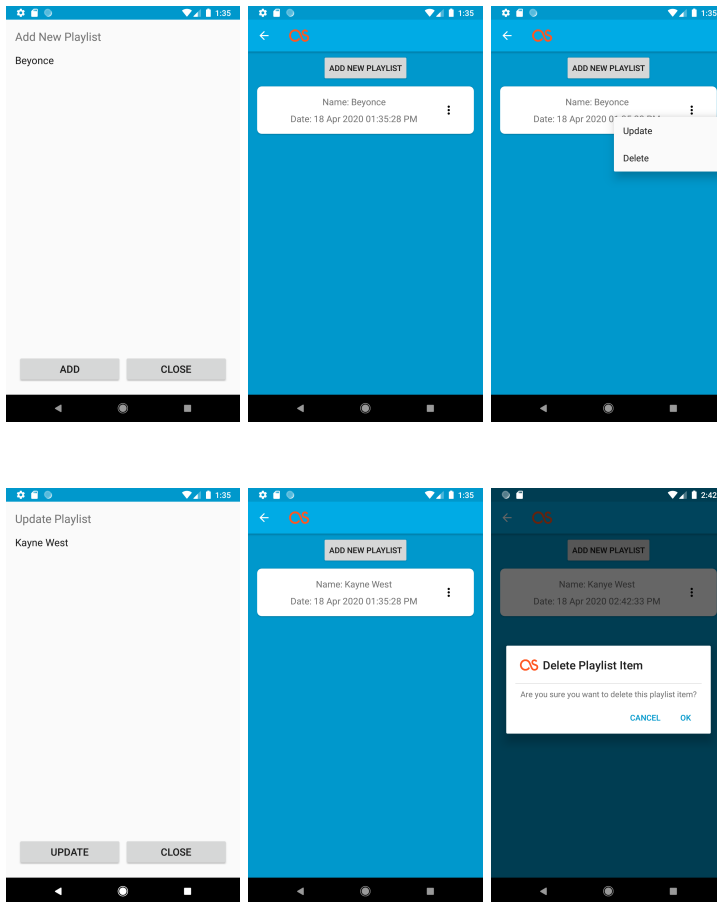 1:35
Add New Playlist
Beyonce
ADD
CLOSE
1:35
ADD NEW PLAYLIST
Name: Beyonce
Date: 18 Apr 2020 01:35:28 PM
1:35
ADD NEW PLAYLIST
Name: Beyonce
Date: 18 Apr 2020
Update
Delete
1:35
Update Playlist
Kayne West
UPDATE
CLOSE
1:35
ADD NEW PLAYLIST
Name: Kayne West
Date: 18 Apr 2020 01:35:28 PM
2:42
ADD NEW PLAYLIST
Name: Kanye West
Date: 18 Apr 2020 02:42:33 PM
Delete Playlist Item
Are you sure you want to delete this playlist item?
CANCEL
OK